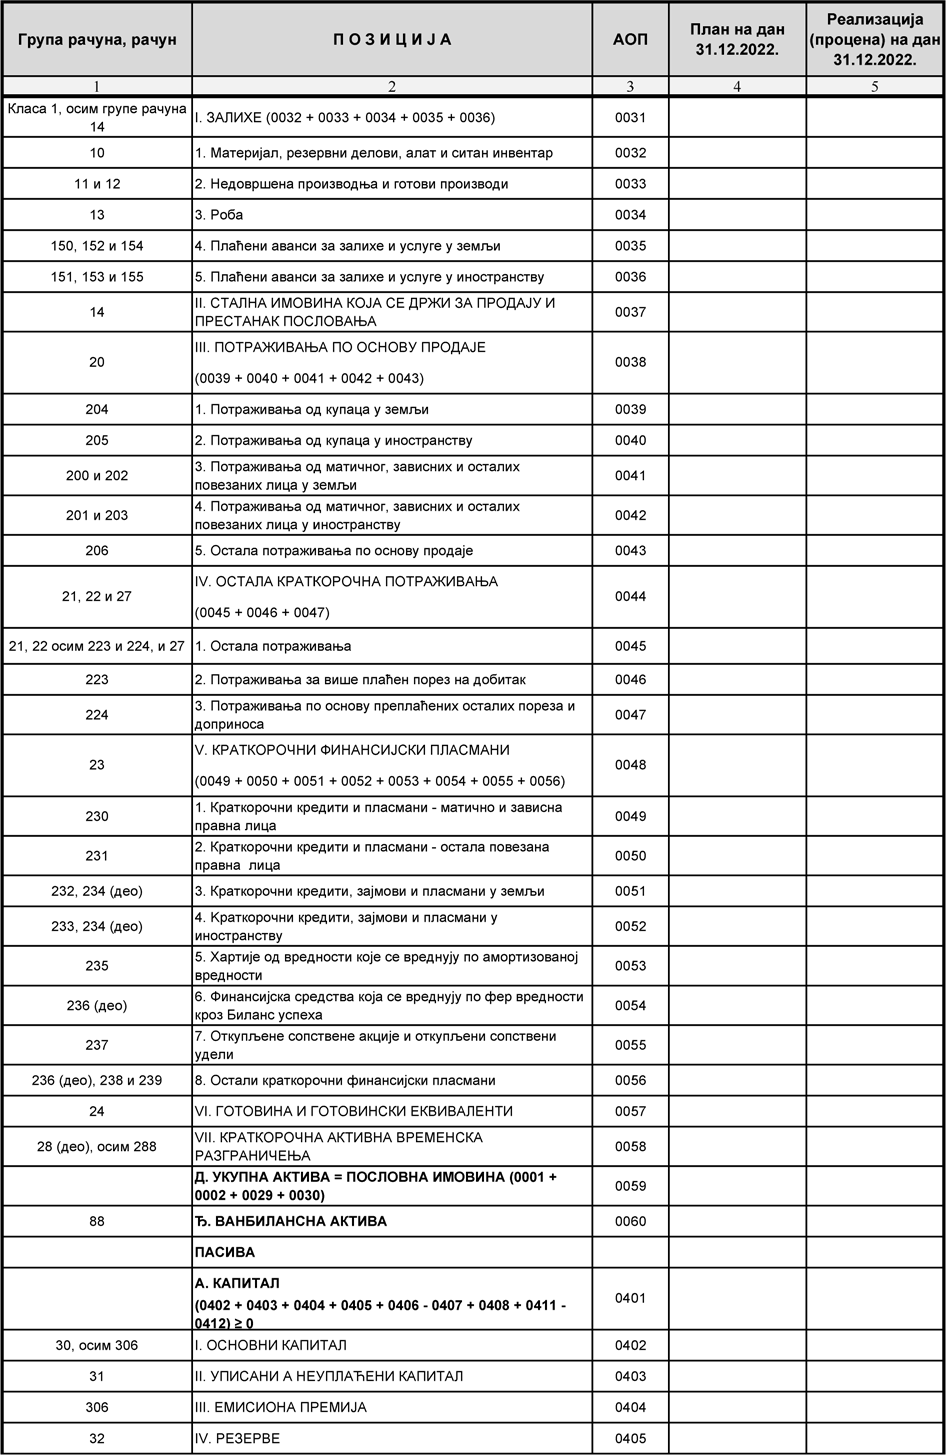 Група рачуна, рачун П О З И Ц И Ј А АОП План на дан 31.12.2022. Реализација (процена) на дан 31.12.2022.
1 2 3 4 5
Класа 1, осим групе рачуна 14 I. ЗАЛИХЕ (0032 + 0033 + 0034 + 0035 + 0036) 0031
10 1. Материјал, резервни делови, алат и ситан инвентар 0032
11 и 12 2. Недовршена производња и готови производи 0033
13 3. Роба 0034
150, 152 и 154 4. Плаћени аванси за залихе и услуге у земљи 0035
151, 153 и 155 5. Плаћени аванси за залихе и услуге у иностранству 0036
14 II. СТАЛНА ИМОВИНА КОЈА СЕ ДРЖИ ЗА ПРОДАЈУ И ПРЕСТАНАК ПОСЛОВАЊА 0037
20 III. ПОТРАЖИВАЊА ПО ОСНОВУ ПРОДАЈЕ
(0039 + 0040 + 0041 + 0042 + 0043) 0038
204 1. Потраживања од купаца у земљи 0039
205 2. Потраживања од купаца у иностранству 0040
200 и 202 3. Потраживања од матичног, зависних и осталих повезаних лица у земљи 0041
201 и 203 4. Потраживања од матичног, зависних и осталих повезаних лица у иностранству 0042
206 5. Остала потраживања по основу продаје 0043
21, 22 и 27 IV. ОСТАЛА КРАТКОРОЧНА ПОТРАЖИВАЊА
(0045 + 0046 + 0047) 0044
21, 22 осим 223 и 224, и 27 1. Остала потраживања 0045
223 2. Потраживања за више плаћен порез на добитак 0046
224 3. Потраживања по основу преплаћених осталих пореза и доприноса 0047
23 V. КРАТКОРОЧНИ ФИНАНСИЈСКИ ПЛАСМАНИ
(0049 + 0050 + 0051 + 0052 + 0053 + 0054 + 0055 + 0056) 0048
230 1. Краткорочни кредити и пласмани - матично и зависна правна лица 0049
231 2. Краткорочни кредити и пласмани - остала повезана правна  лица 0050
232, 234 (део) 3. Краткорочни кредити, зајмови и пласмани у земљи 0051
233, 234 (део) 4. Краткорочни кредити, зајмови и пласмани у иностранству 0052
235 5. Хартије од вредности које се вреднују по амортизованој вредности 0053
236 (део) 6. Финансијска средства која се вреднују по фер вредности кроз Биланс успеха 0054
237 7. Откупљене сопствене акције и откупљени сопствени удели 0055
236 (део), 238 и 239 8. Остали краткорочни финансијски пласмани 0056
24 VI. ГОТОВИНА И ГОТОВИНСКИ ЕКВИВАЛЕНТИ 0057
28 (део), осим 288 VII. КРАТКОРОЧНА АКТИВНА ВРЕМЕНСКА РАЗГРАНИЧЕЊА 0058
Д. УКУПНА АКТИВА = ПОСЛОВНА ИМОВИНА (0001 + 0002 + 0029 + 0030) 0059
88 Ђ. ВАНБИЛАНСНА АКТИВА 0060
ПАСИВА
А. КАПИТАЛ
(0402 + 0403 + 0404 + 0405 + 0406 - 0407 + 0408 + 0411 - 0412) ≥ 0 0401
30, осим 306 I. ОСНОВНИ КАПИТАЛ 0402
31 II. УПИСАНИ А НЕУПЛАЋЕНИ КАПИТАЛ 0403
306 III. ЕМИСИОНА ПРЕМИЈА 0404
32 IV. РЕЗЕРВЕ 0405